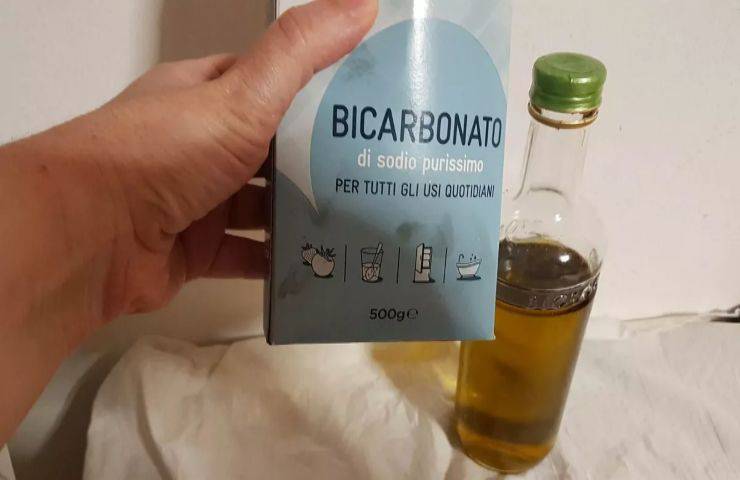 BICARBONATO
di sodio purissimo
PER TUTTI GLI USI QUOTIDIANI
500g℮